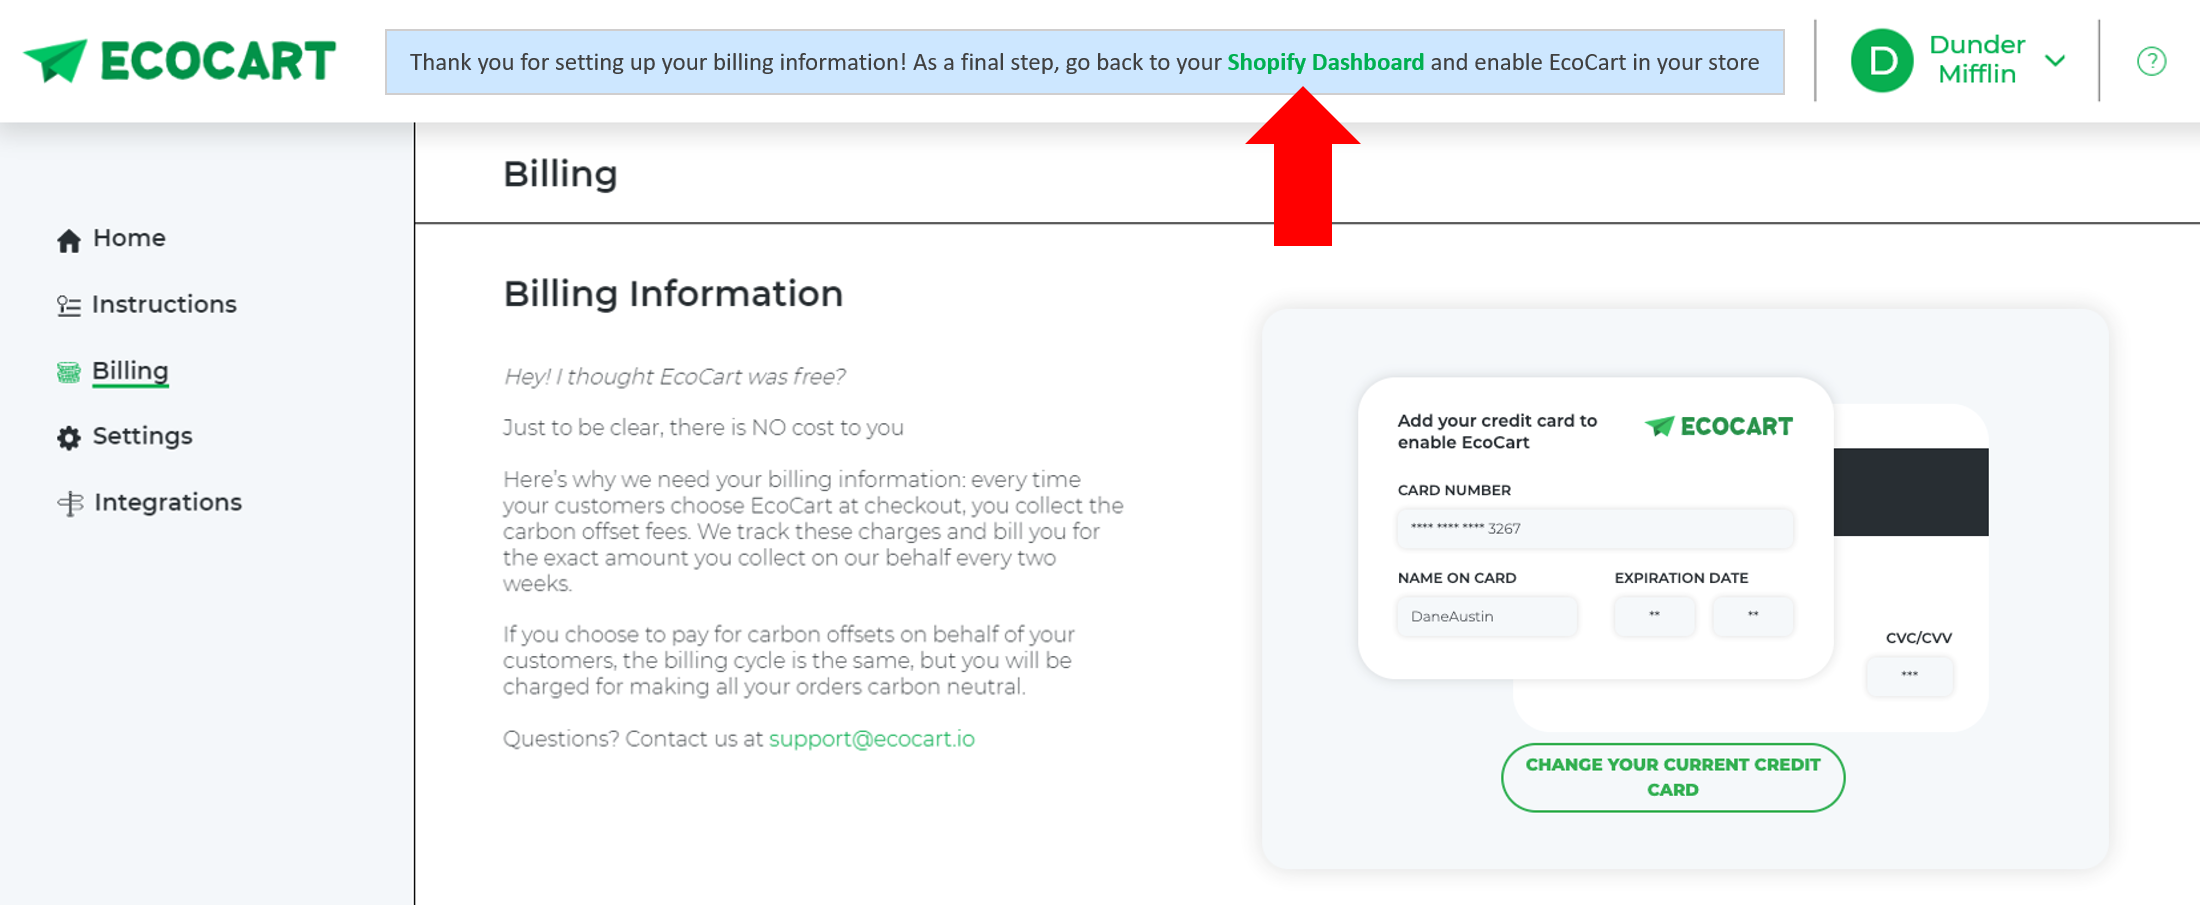 ECOCART
Thank you for setting up your billing information! As a final step, go back to your Shopify Dashboard and enable EcoCart in your store
D
Dunder
Mifflin
?
Home
Instructions
Billing
Settings
Integrations
Billing
Billing Information
Hey! I thought EcoCart was free?
Just to be clear, there is NO cost to you
Here's why we need your billing information: every time
your customers choose EcoCart at checkout, you collect the
carbon offset fees. We track these charges and bill you for
the exact amount you collect on our behalf every two
weeks.
If you choose to pay for carbon offsets on behalf of your
customers, the billing cycle is the same, but you will be
charged for making all your orders carbon neutral.
Questions? Contact us at support@ecocart.io
Add your credit card to
enable EcoCart
ECOCART
CARD NUMBER
**** **** **** 3267
NAME ON CARD
EXPIRATION DATE
DaneAustin
** **
CVC/CVV
***
CHANGE YOUR CURRENT CREDIT
CARD